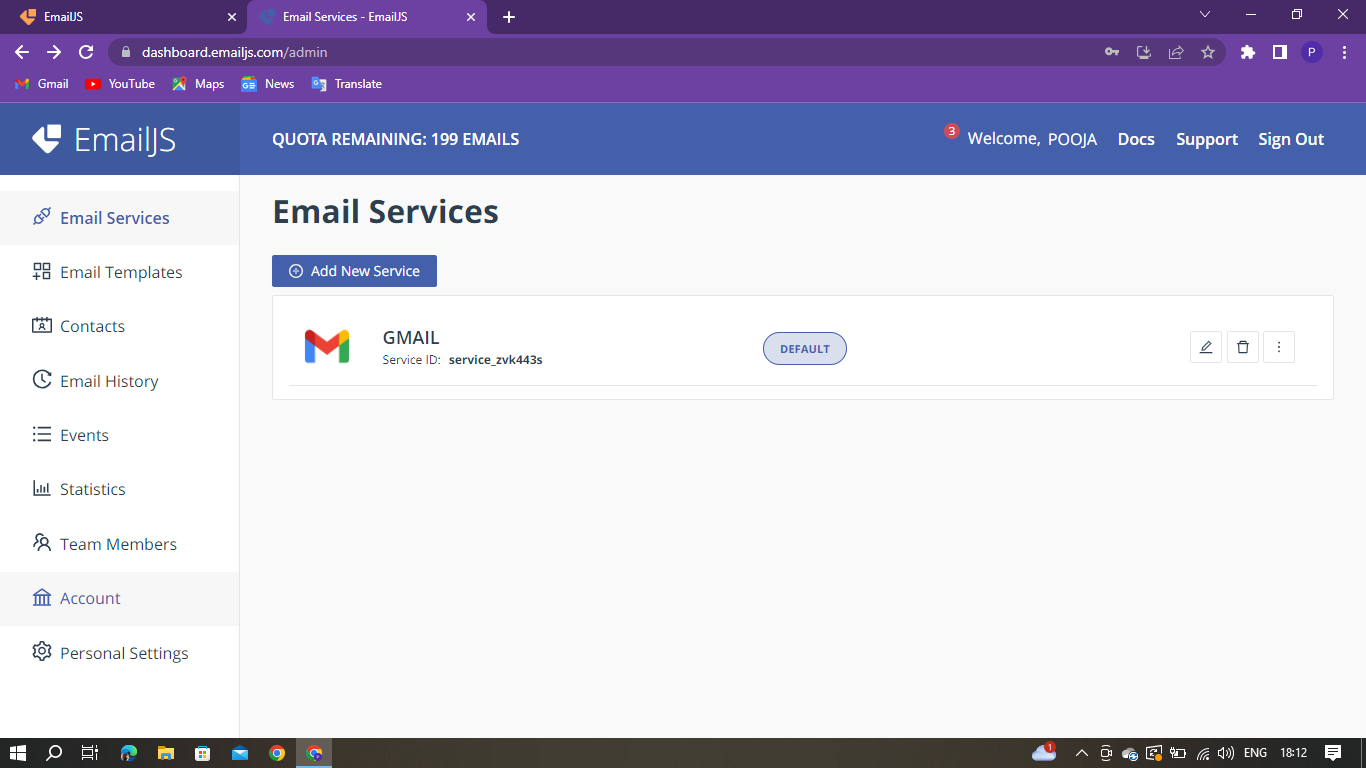 EmailJS
Email Services - EmailJS
dashboard.emailjs.com/admin
P
Gmail
YouTube
Maps
News
Translate
EmailJS
QUOTA REMAINING: 199 EMAILS
3
Welcome, POOJA
Docs
Support
Sign Out
Email Services
Email Templates
Contacts
Email History
Events
Statistics
Team Members
Account
Personal Settings
Email Services
Add New Service
GMAIL
Service ID: service_zvk443s
DEFAULT
1
ENG
18:12